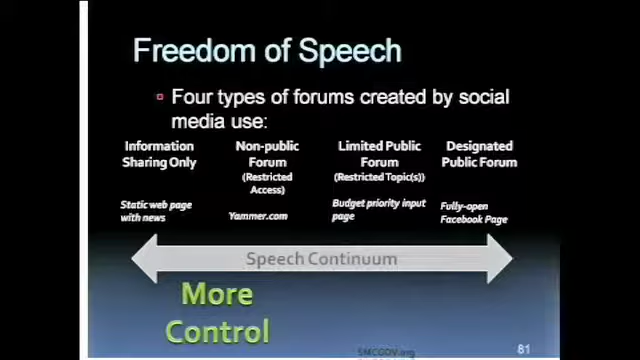 Freedom of Speech
Four types of forums created by social
media use:
Information
Sharing Only
Non-public
Forum
(Restricted
Access)
Limited Public
Forum
(Restricted Topic(s))
Designated
Public Forum
Static web page
with news
Yammer.com
Budget priority input
page
Fully-open
Facebook Page
Speech Continuum
More
Control
SMCGOV.org
81